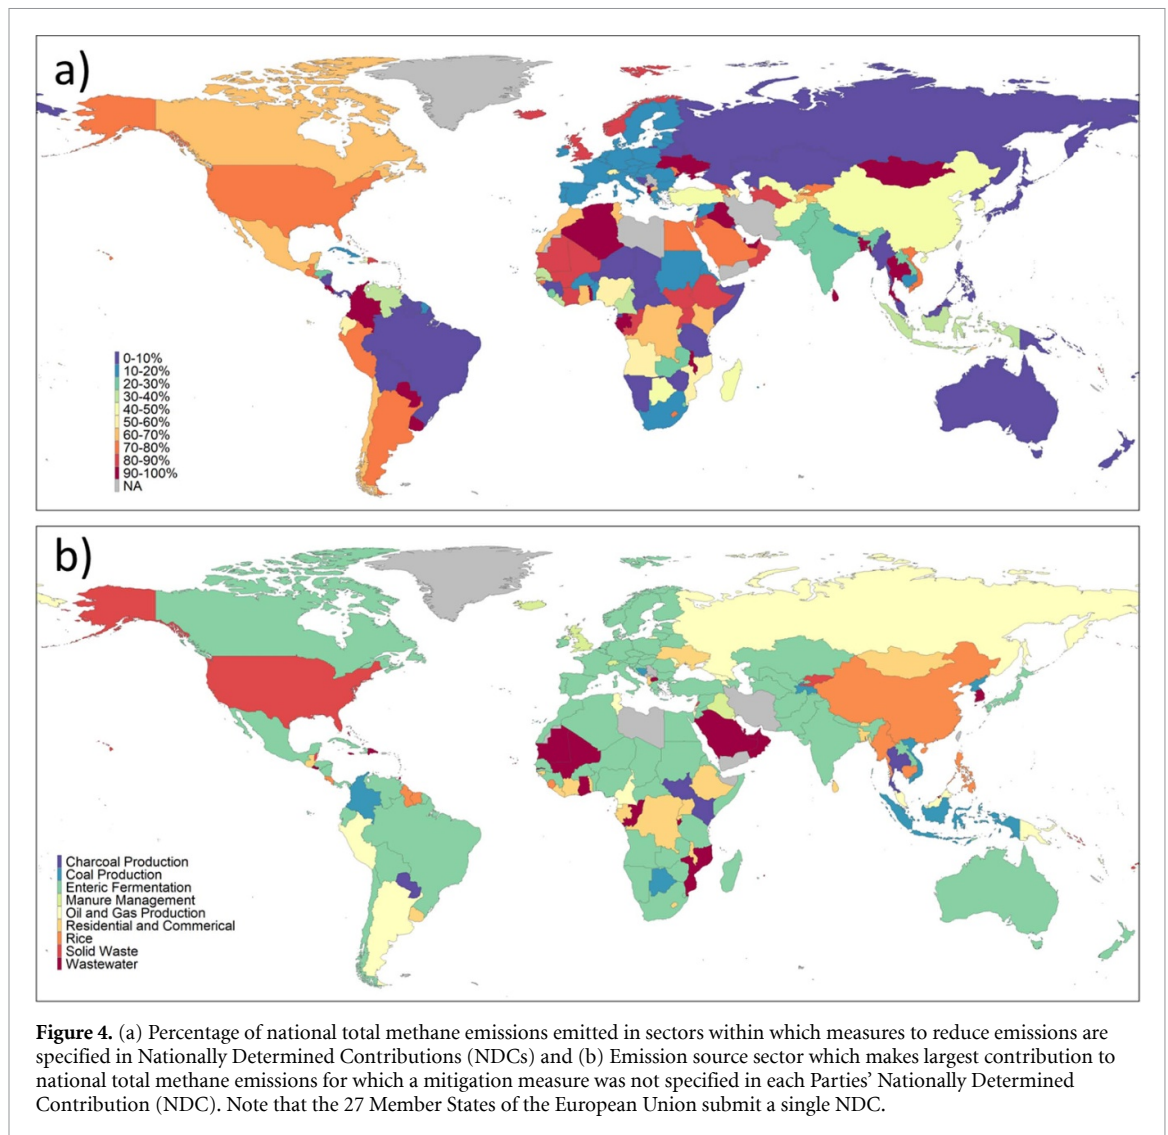 a)
0-10%
10-20%
20-30%
30-40%
40-50%
50-60%
60-70%
70-80%
80-90%
90-100%
NA
b)
Charcoal Production
Coal Production
Enteric Fermentation
Manure Management
Oil and Gas Production
Residential and Commerical
Rice
Solid Waste
Wastewater
Figure 4. (a) Percentage of national total methane emissions emitted in sectors within which measures to reduce emissions are
specified in Nationally Determined Contributions (NDCs) and (b) Emission source sector which makes largest contribution to
national total methane emissions for which a mitigation measure was not specified in each Parties' Nationally Determined
Contribution (NDC). Note that the 27 Member States of the European Union submit a single NDC.